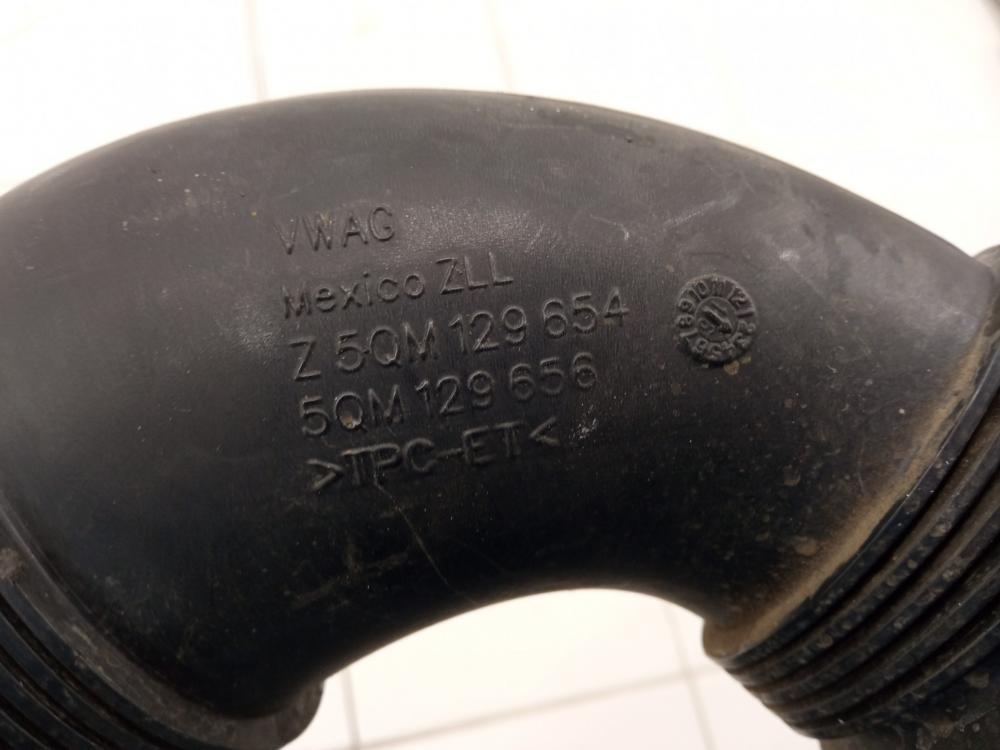 VWAG
Mexico ZLL
Z 5QM 129 654
5QM 129 656
>TPC-ET<